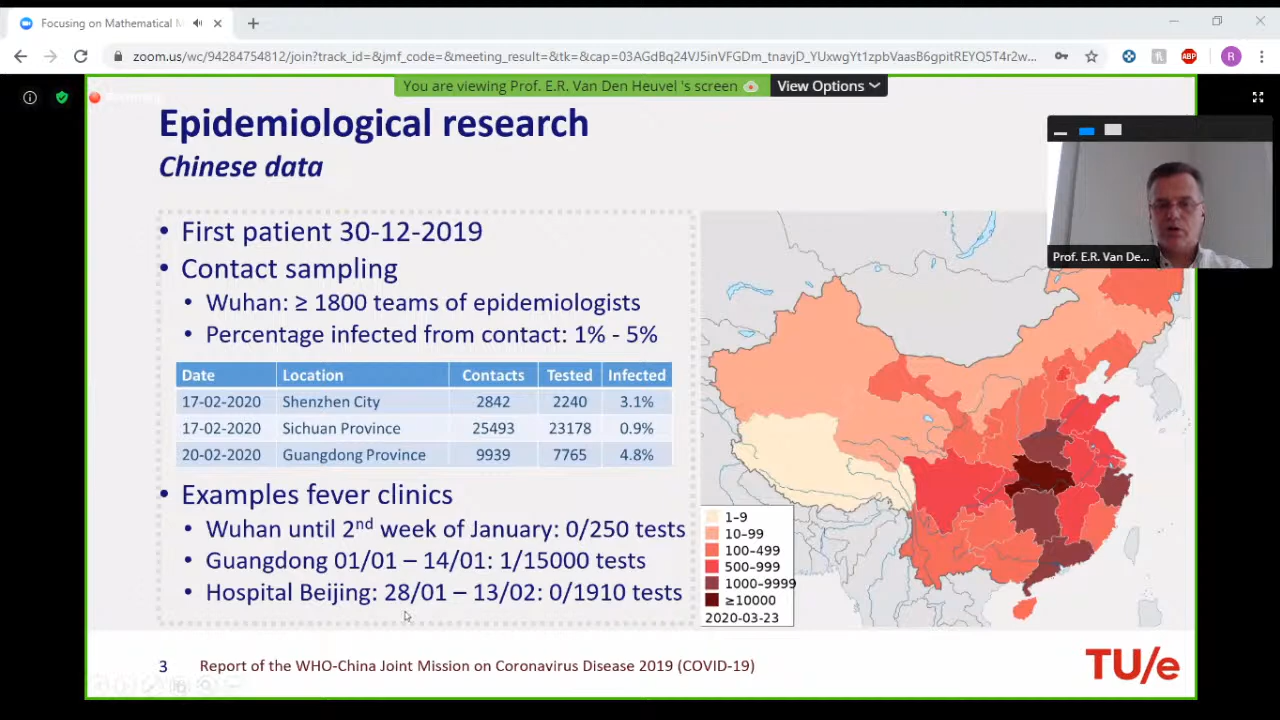 Focusing on Mathematical M
zoom.us/wc/94284754812/join?track_id=&jmf_code=&meeting_result=&tk=&cap=03AGdBq24VJ5inVFGDm_tnavjD_YUxwgYt1zpbVaasB6gpitREYQ5T4r2w...
ABP
R
You are viewing Prof. E.R. Van Den Heuvel 's screen
View Options
Epidemiological research
Chinese data
Prof. E.R. Van De...
• First patient 30-12-2019
• Contact sampling
• Wuhan: ≥ 1800 teams of epidemiologists
• Percentage infected from contact: 1% - 5%
Date Location Contacts Tested Infected
17-02-2020 Shenzhen City 2842 2240 3.1%
17-02-2020 Sichuan Province 25493 23178 0.9%
20-02-2020 Guangdong Province 9939 7765 4.8%
• Examples fever clinics
• Wuhan until 2nd week of January: 0/250 tests
• Guangdong 01/01 – 14/01: 1/15000 tests
• Hospital Beijing: 28/01 – 13/02: 0/1910 tests
1–9
10–99
100–499
500–999
1000–9999
≥10000
2020-03-23
3 Report of the WHO-China Joint Mission on Coronavirus Disease 2019 (COVID-19)
TU/e